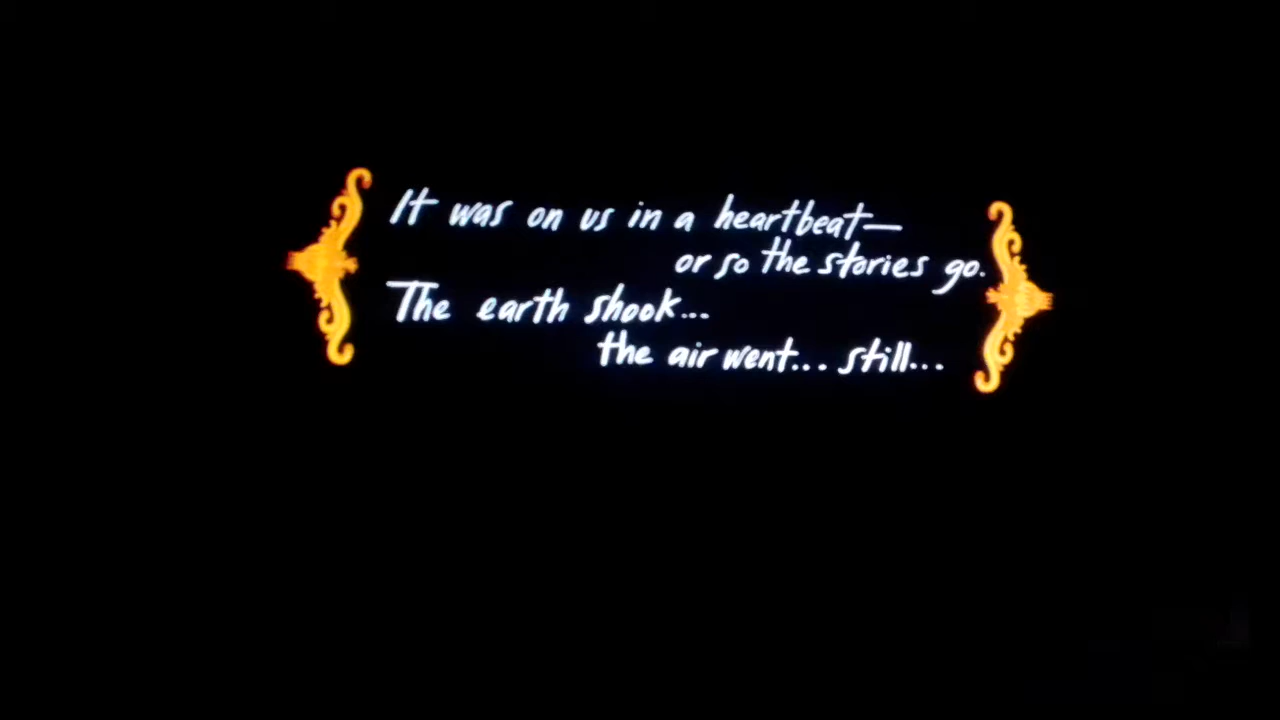 It was on us in a heartbeat—
or so the stories go.
The earth shook...
the air went... still...